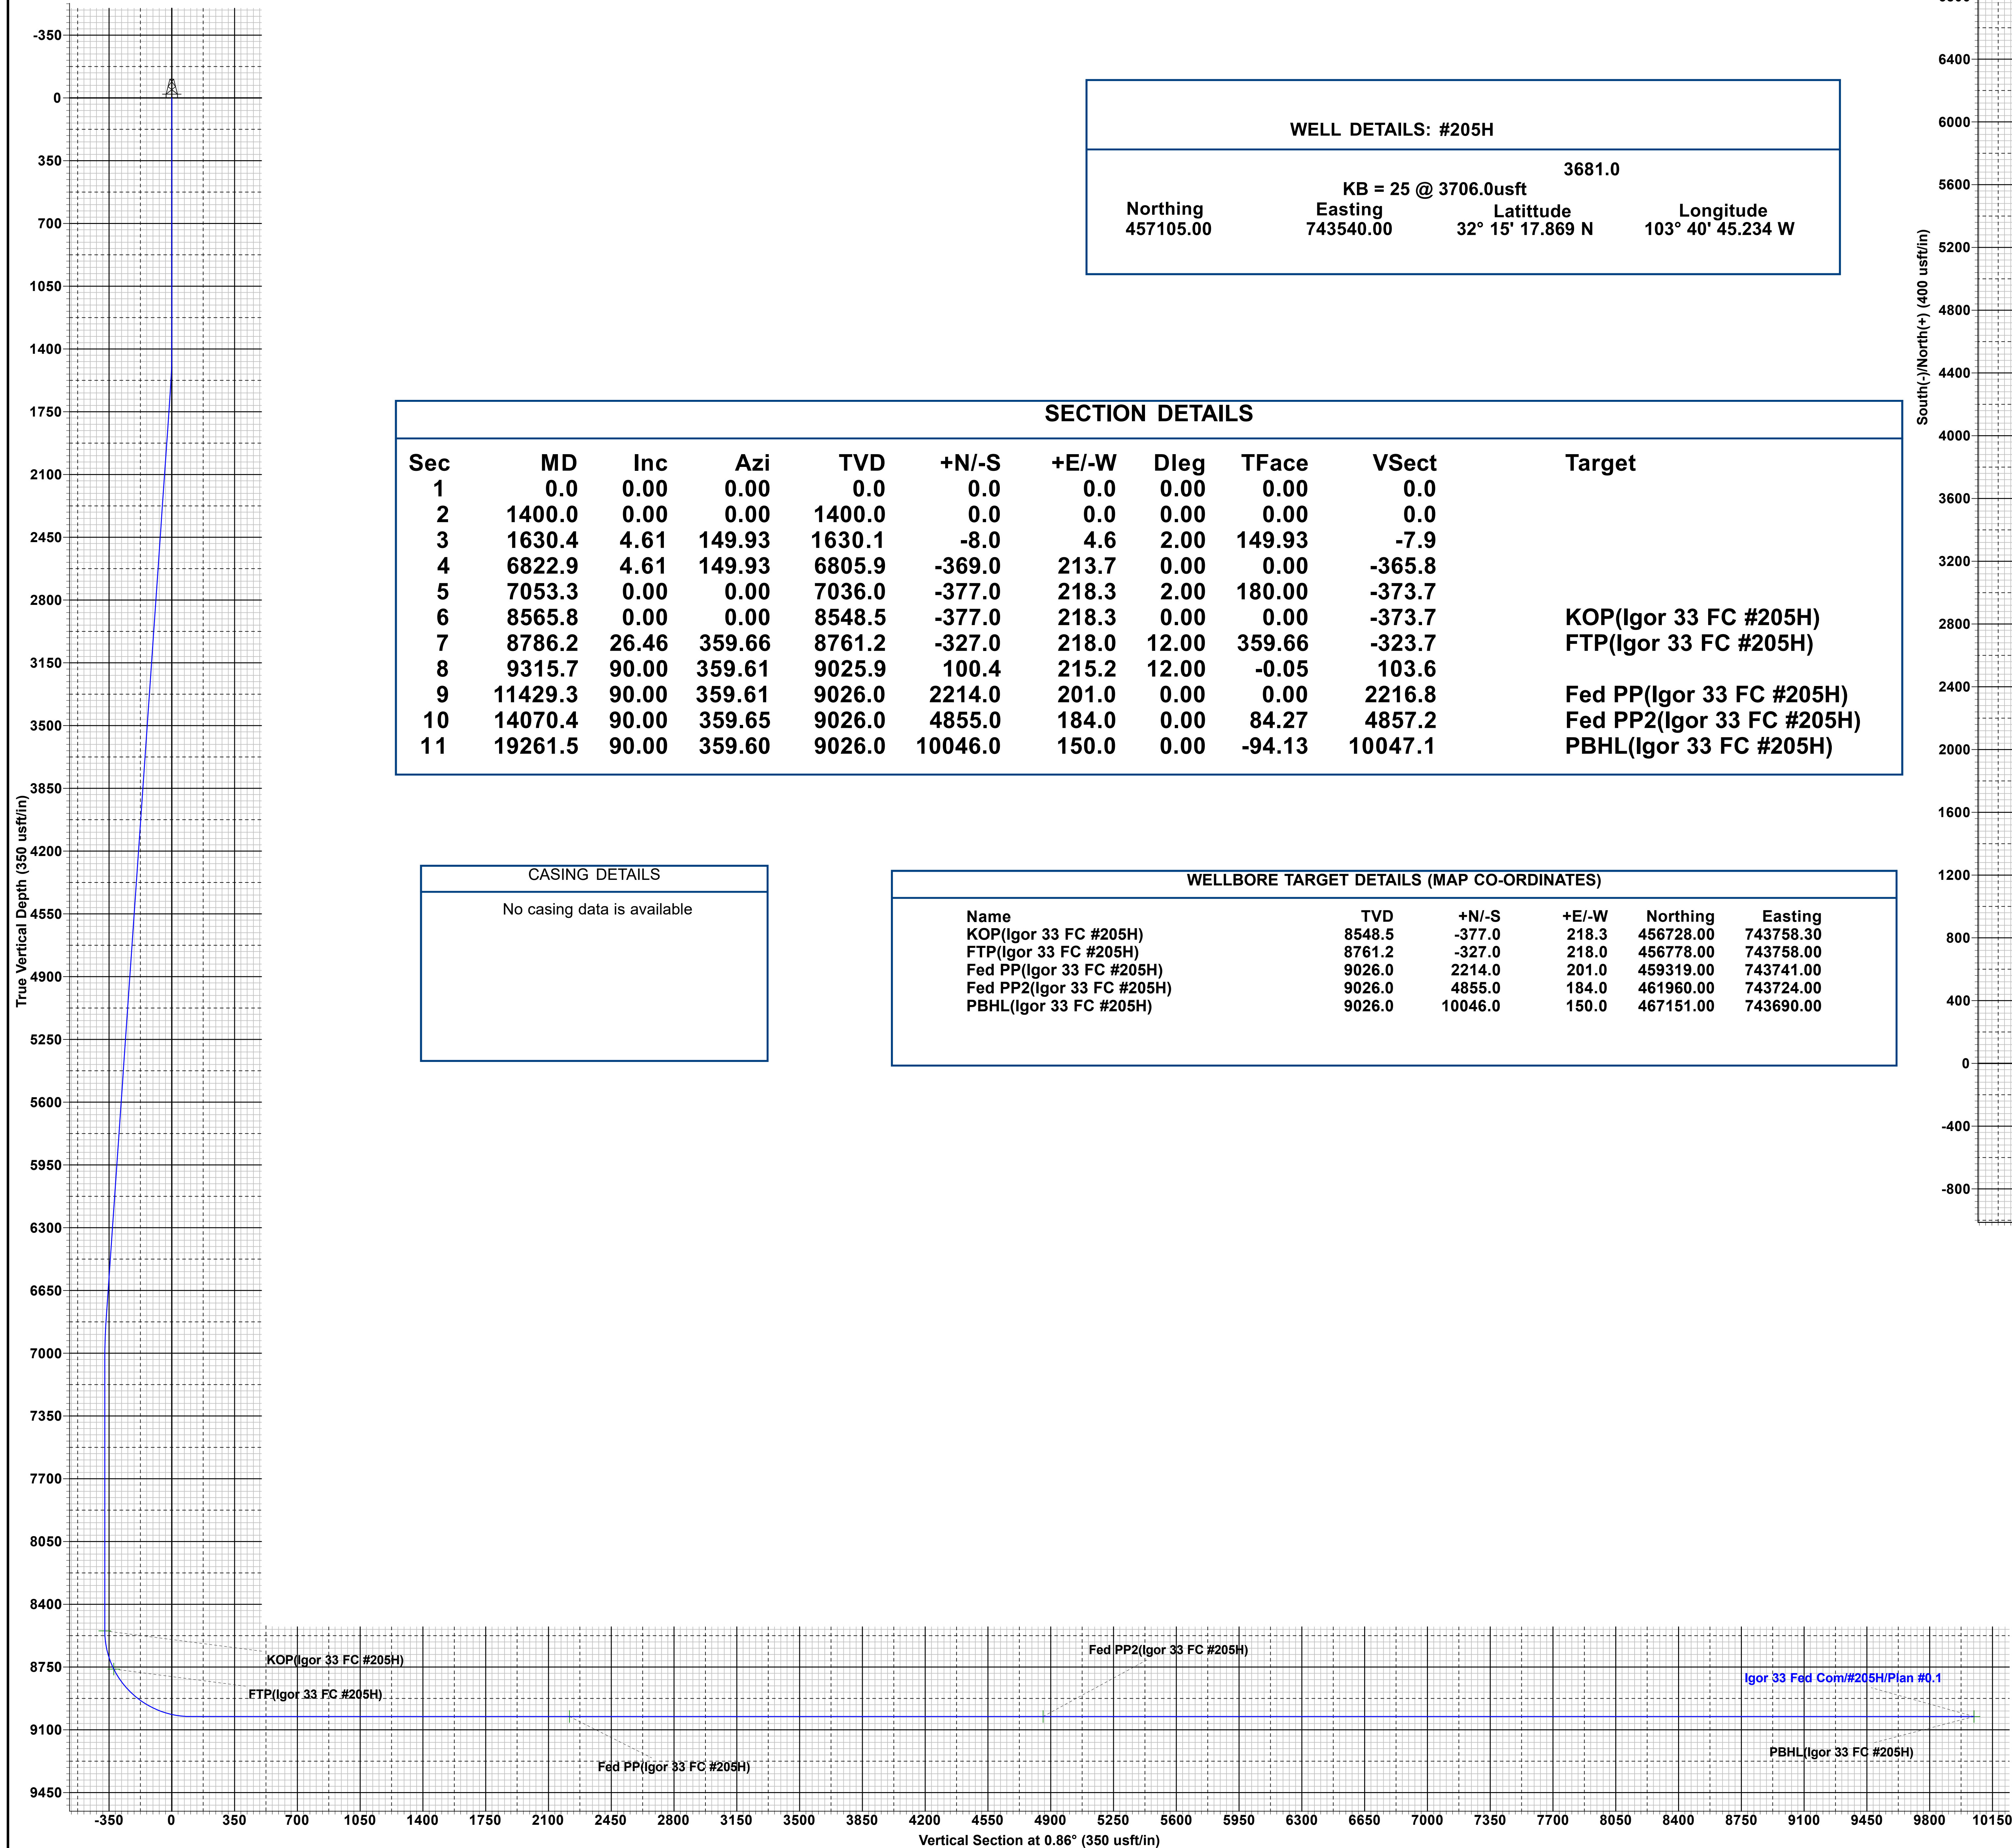 WELL DETAILS: #205H
3681.0
KB = 25 @ 3706.0usft
Northing Easting Latittude Longitude
457105.00 743540.00 32° 15' 17.869 N 103° 40' 45.234 W
SECTION DETAILS
Sec MD Inc Azi TVD +N/-S +E/-W Dleg TFace VSect Target
1 0.0 0.00 0.00 0.0 0.0 0.0 0.00 0.00 0.0
2 1400.0 0.00 0.00 1400.0 0.0 0.0 0.00 0.00 0.0
3 1630.4 4.61 149.93 1630.1 -8.0 4.6 2.00 149.93 -7.9
4 6822.9 4.61 149.93 6805.9 -369.0 213.7 0.00 0.00 -365.8
5 7053.3 0.00 0.00 7036.0 -377.0 218.3 2.00 180.00 -373.7
6 8565.8 0.00 0.00 8548.5 -377.0 218.3 0.00 0.00 -373.7 KOP(Igor 33 FC #205H)
7 8786.2 26.46 359.66 8761.2 -327.0 218.0 12.00 359.66 -323.7 FTP(Igor 33 FC #205H)
8 9315.7 90.00 359.61 9025.9 100.4 215.2 12.00 -0.05 103.6
9 11429.3 90.00 359.61 9026.0 2214.0 201.0 0.00 0.00 2216.8 Fed PP(Igor 33 FC #205H)
10 14070.4 90.00 359.65 9026.0 4855.0 184.0 0.00 84.27 4857.2 Fed PP2(Igor 33 FC #205H)
11 19261.5 90.00 359.60 9026.0 10046.0 150.0 0.00 -94.13 10047.1 PBHL(Igor 33 FC #205H)
CASING DETAILS
No casing data is available
WELLBORE TARGET DETAILS (MAP CO-ORDINATES)
Name TVD +N/-S +E/-W Northing Easting
KOP(Igor 33 FC #205H) 8548.5 -377.0 218.3 456728.00 743758.30
FTP(Igor 33 FC #205H) 8761.2 -327.0 218.0 456778.00 743758.00
Fed PP(Igor 33 FC #205H) 9026.0 2214.0 201.0 459319.00 743741.00
Fed PP2(Igor 33 FC #205H) 9026.0 4855.0 184.0 461960.00 743724.00
PBHL(Igor 33 FC #205H) 9026.0 10046.0 150.0 467151.00 743690.00
True Vertical Depth (350 usft/in)
-350
0
350
700
1050
1400
1750
2100
2450
2800
3150
3500
3850
4200
4550
4900
5250
5600
5950
6300
6650
7000
7350
7700
8050
8400
8750
9100
9450
South(-)/North(+) (400 usft/in)
6400
6000
5600
5200
4800
4400
4000
3600
3200
2800
2400
2000
1600
1200
800
400
0
-400
-800
KOP(Igor 33 FC #205H)
FTP(Igor 33 FC #205H)
Fed PP(Igor 33 FC #205H)
Fed PP2(Igor 33 FC #205H)
Igor 33 Fed Com/#205H/Plan #0.1
PBHL(Igor 33 FC #205H)
-350 0 350 700 1050 1400 1750 2100 2450 2800 3150 3500 3850 4200 4550 4900 5250 5600 5950 6300 6650 7000 7350 7700 8050 8400 8750 9100 9450 9800 10150
Vertical Section at 0.86° (350 usft/in)